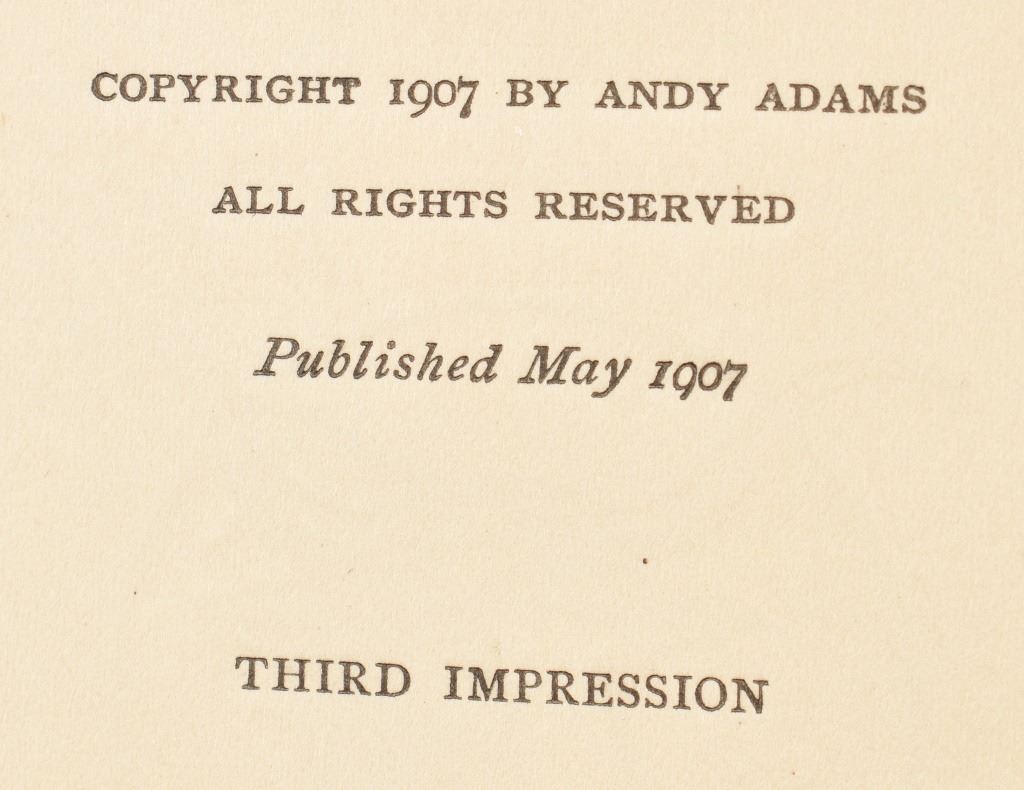 COPYRIGHT 1907 BY ANDY ADAMS
ALL RIGHTS RESERVED
Published May 1907
THIRD IMPRESSION